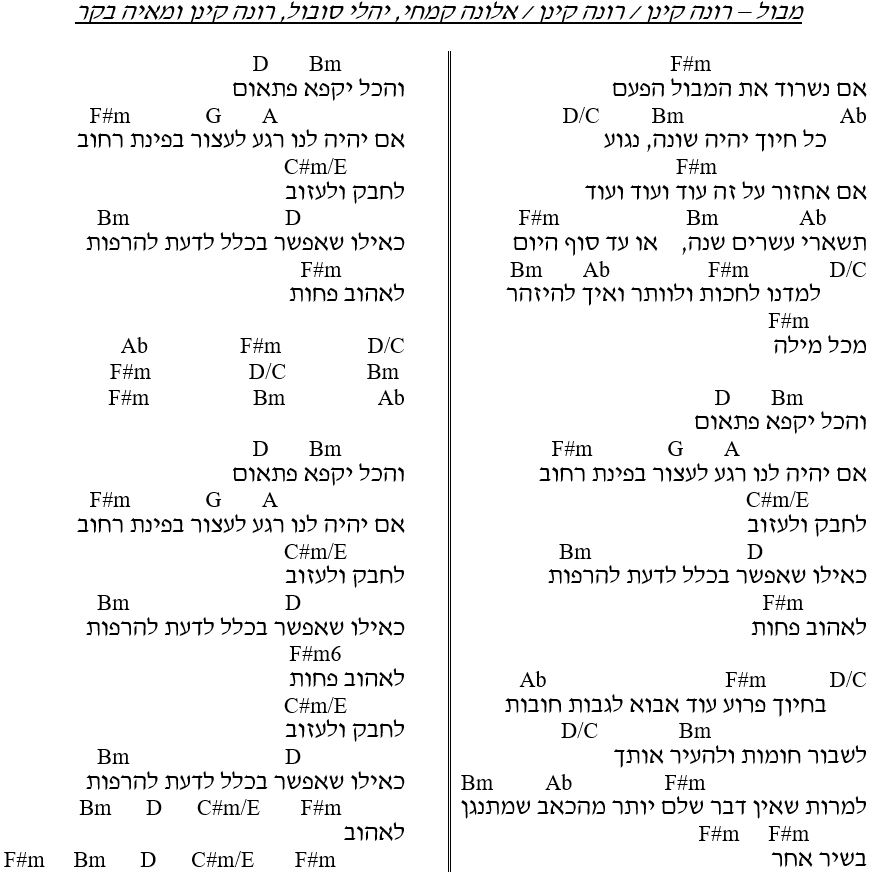 מבול – רונה קינן / רונה קינן / אלונה קמחי, יהלי סובול, רונה קינן ומאיה בקר
F#m
אם נשרוד את המבול הפעם
Ab Bm D/C
כל חיוך יהיה שונה, נגוע
F#m
אם אחזור על זה עוד ועוד ועוד
Ab Bm F#m
תשארי עשרים שנה, או עד סוף היום
D/C F#m Ab Bm
למדנו לחכות ולוותר ואיך להיזהר
F#m
מכל מילה
Bm D
והכל יקפא פתאום
A G F#m
אם יהיה לנו רגע לעצור בפינת רחוב
C#m/E
לחבק ולעזוב
D Bm
כאילו שאפשר בכלל לדעת להרפות
F#m
לאהוב פחות
D/C F#m Ab
בחיוך פרוע עוד אבוא לגבות חובות
Bm D/C
לשבור חומות ולהעיר אותך
F#m Ab Bm
למרות שאין דבר שלם יותר מהכאב שמתנגן
F#m F#m
בשיר אחר
Bm D
והכל יקפא פתאום
A G F#m
אם יהיה לנו רגע לעצור בפינת רחוב
C#m/E
לחבק ולעזוב
D Bm
כאילו שאפשר בכלל לדעת להרפות
F#m
לאהוב פחות
D/C F#m Ab
Bm D/C F#m
Ab Bm F#m
Bm D
והכל יקפא פתאום
A G F#m
אם יהיה לנו רגע לעצור בפינת רחוב
C#m/E
לחבק ולעזוב
D Bm
כאילו שאפשר בכלל לדעת להרפות
F#m6
לאהוב פחות
C#m/E
לחבק ולעזוב
D Bm
כאילו שאפשר בכלל לדעת להרפות
F#m C#m/E D Bm
לאהוב
F#m C#m/E D Bm F#m